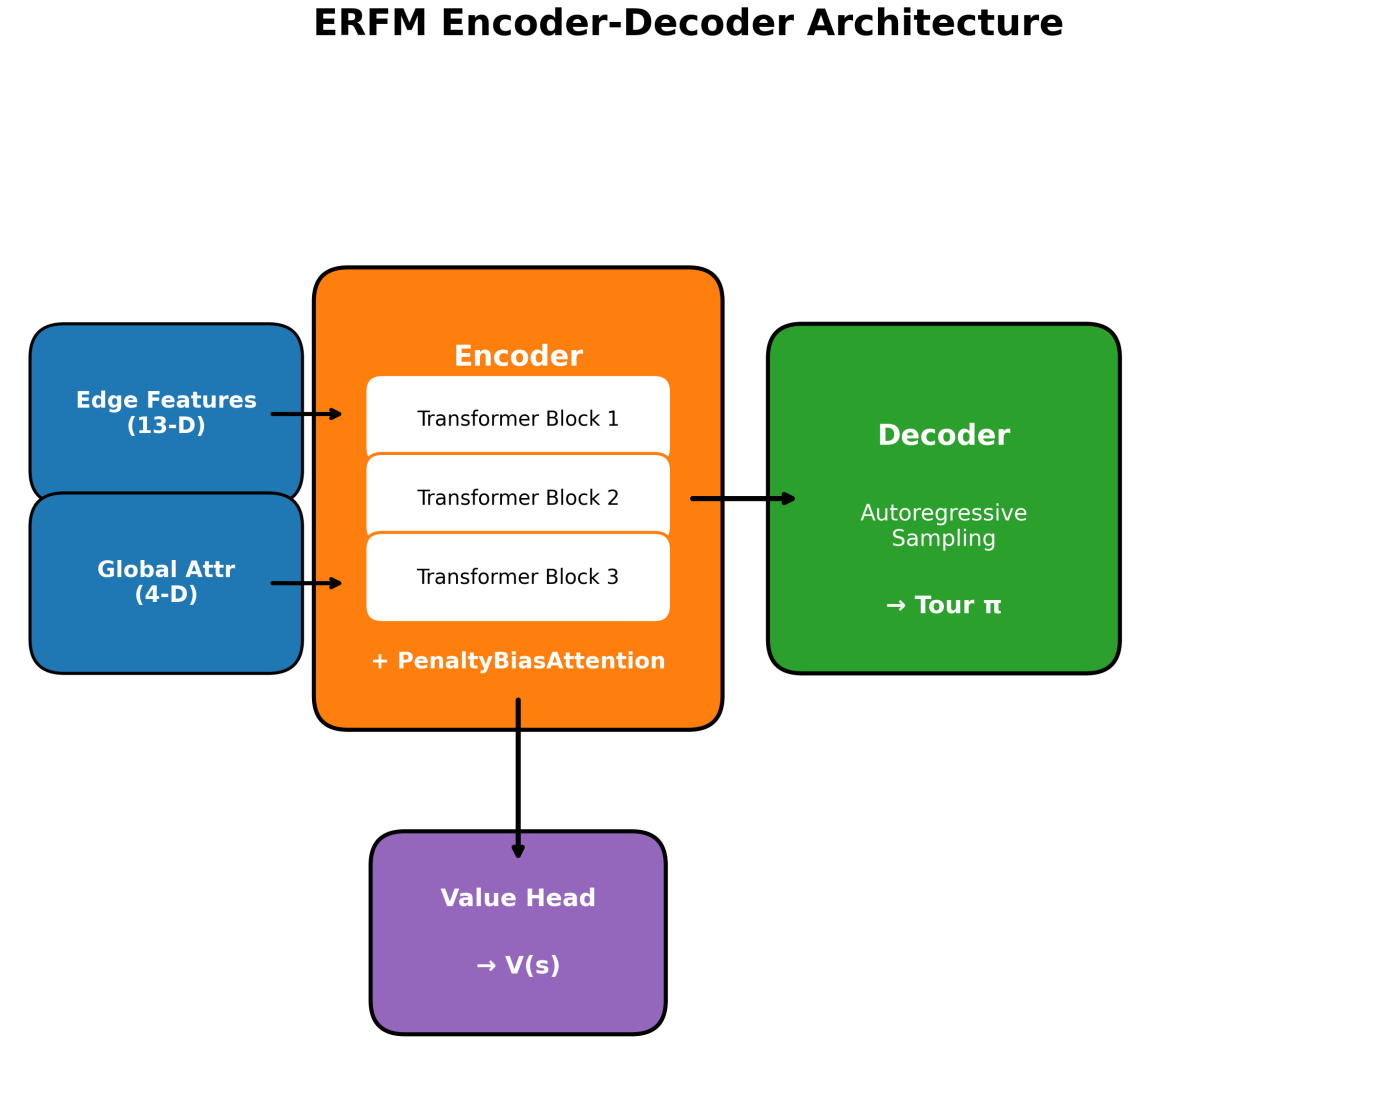 ERFM Encoder-Decoder Architecture
Edge Features
(13-D)
Global Attr
(4-D)
Encoder
Transformer Block 1
Transformer Block 2
Transformer Block 3
+ PenaltyBiasAttention
Decoder
Autoregressive
Sampling
→ Tour π
Value Head
→ V(s)